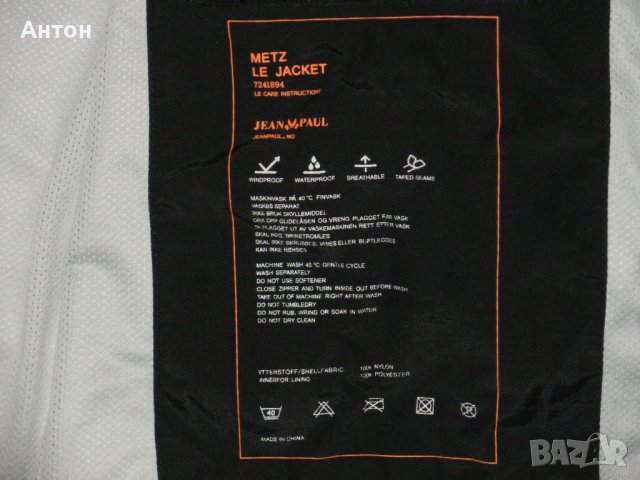 Антон
METZ
LE JACKET
7241894
LE CARE INSTRUCTION!
JEAN PAUL
JEANPAUL.NO
WINDPROOF WATERPROOF BREATHABLE TAPED SEAMS
MASKINVASK PÅ 40 °C FINVASK
VASKES SEPARAT
IKKE BRUK SKYLLEMIDDEL
DRA OPP GLIDELÅSEN OG VRENG PLAGGET FØR VASK
TA PLAGGET UT AV VASKEMASKINEN RETT ETTER VASK
SKAL IKKE TØRKETROMLES
SKAL IKKE SKRUBBES, VRIES ELLER BLØTLEGGES
KAN IKKE RENSES
MACHINE WASH 40 °C GENTLE CYCLE
WASH SEPARATELY
DO NOT USE SOFTENER
CLOSE ZIPPER AND TURN INSIDE OUT BEFORE WASH
TAKE OUT OF MACHINE RIGHT AFTER WASH
DO NOT TUMBLEDRY
DO NOT RUB, WRING OR SOAK IN WATER
DO NOT DRY CLEAN
YTTERSTOFF/SHELLFABRIC 100% NYLON
INNERFOR LINING 100% POLYESTER
40
MADE IN CHINA
BAZAR